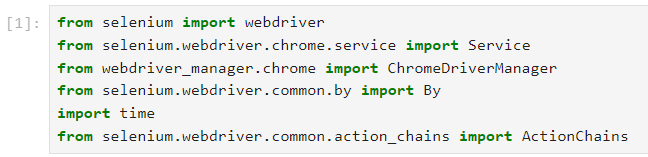 [1]: from selenium import webdriver
from selenium.webdriver.chrome.service import Service
from webdriver_manager.chrome import ChromeDriverManager
from selenium.webdriver.common.by import By
import time
from selenium.webdriver.common.action_chains import ActionChains